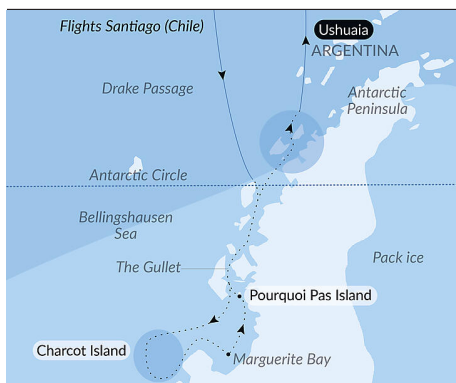 Flights Santiago (Chile)
Ushuaia
ARGENTINA
Drake Passage
Antarctic
Peninsula
Antarctic Circle
Bellingshausen
Sea
The Gullet
Pack ice
Pourquoi Pas Island
Charcot Island
Marguerite Bay